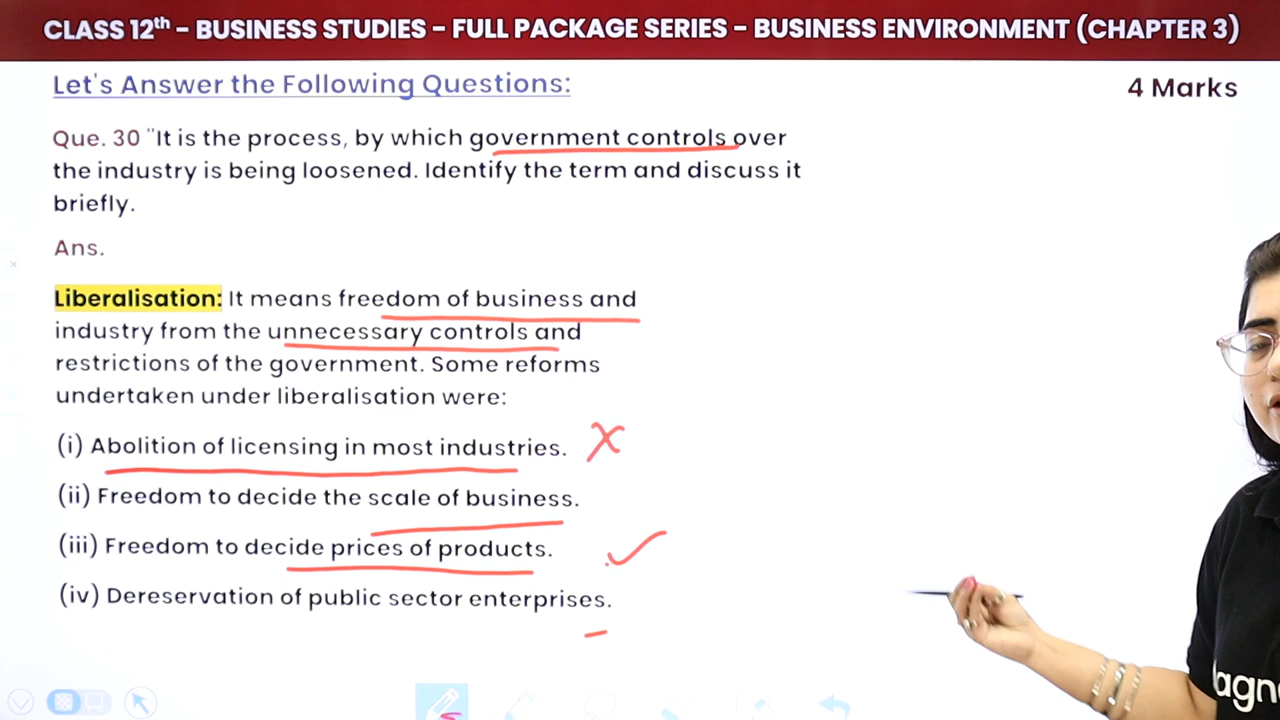 CLASS 12th – BUSINESS STUDIES – FULL PACKAGE SERIES – BUSINESS ENVIRONMENT (CHAPTER 3)
Let's Answer the Following Questions:
4 Marks
Que. 30 "It is the process, by which government controls over
the industry is being loosened. Identify the term and discuss it
briefly.
Ans.
Liberalisation: It means freedom of business and
industry from the unnecessary controls and
restrictions of the government. Some reforms
undertaken under liberalisation were:
(i) Abolition of licensing in most industries.
(ii) Freedom to decide the scale of business.
(iii) Freedom to decide prices of products.
(iv) Dereservation of public sector enterprises.